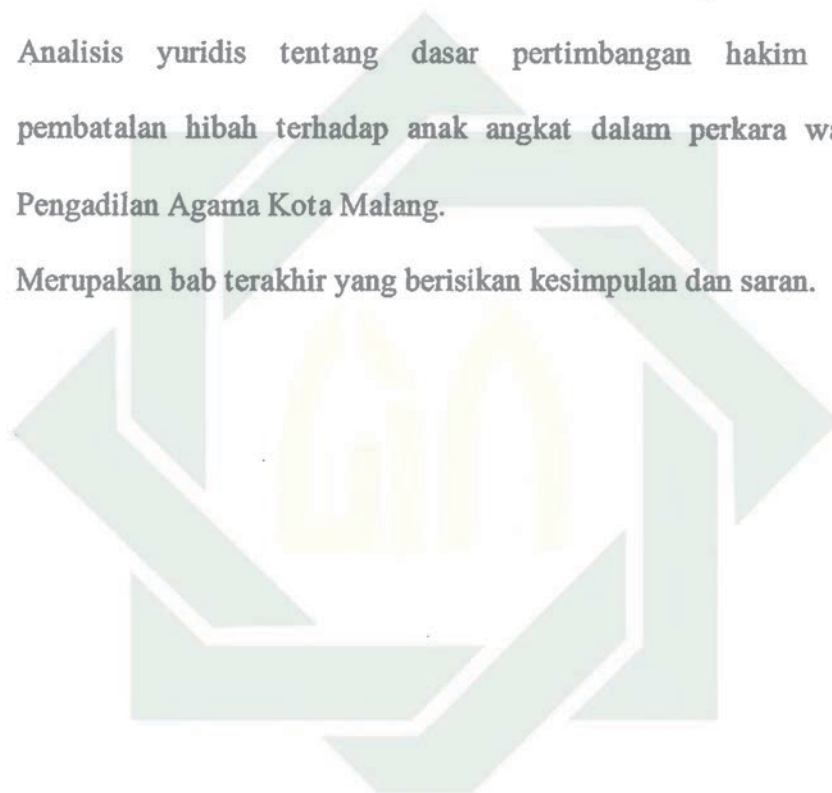 Analisis yuridis tentang dasar pertimbangan hakim
pembatalan hibah terhadap anak angkat dalam perkara
Pengadilan Agama Kota Malang.
Merupakan bab terakhir yang berisikan kesimpulan dan saran.